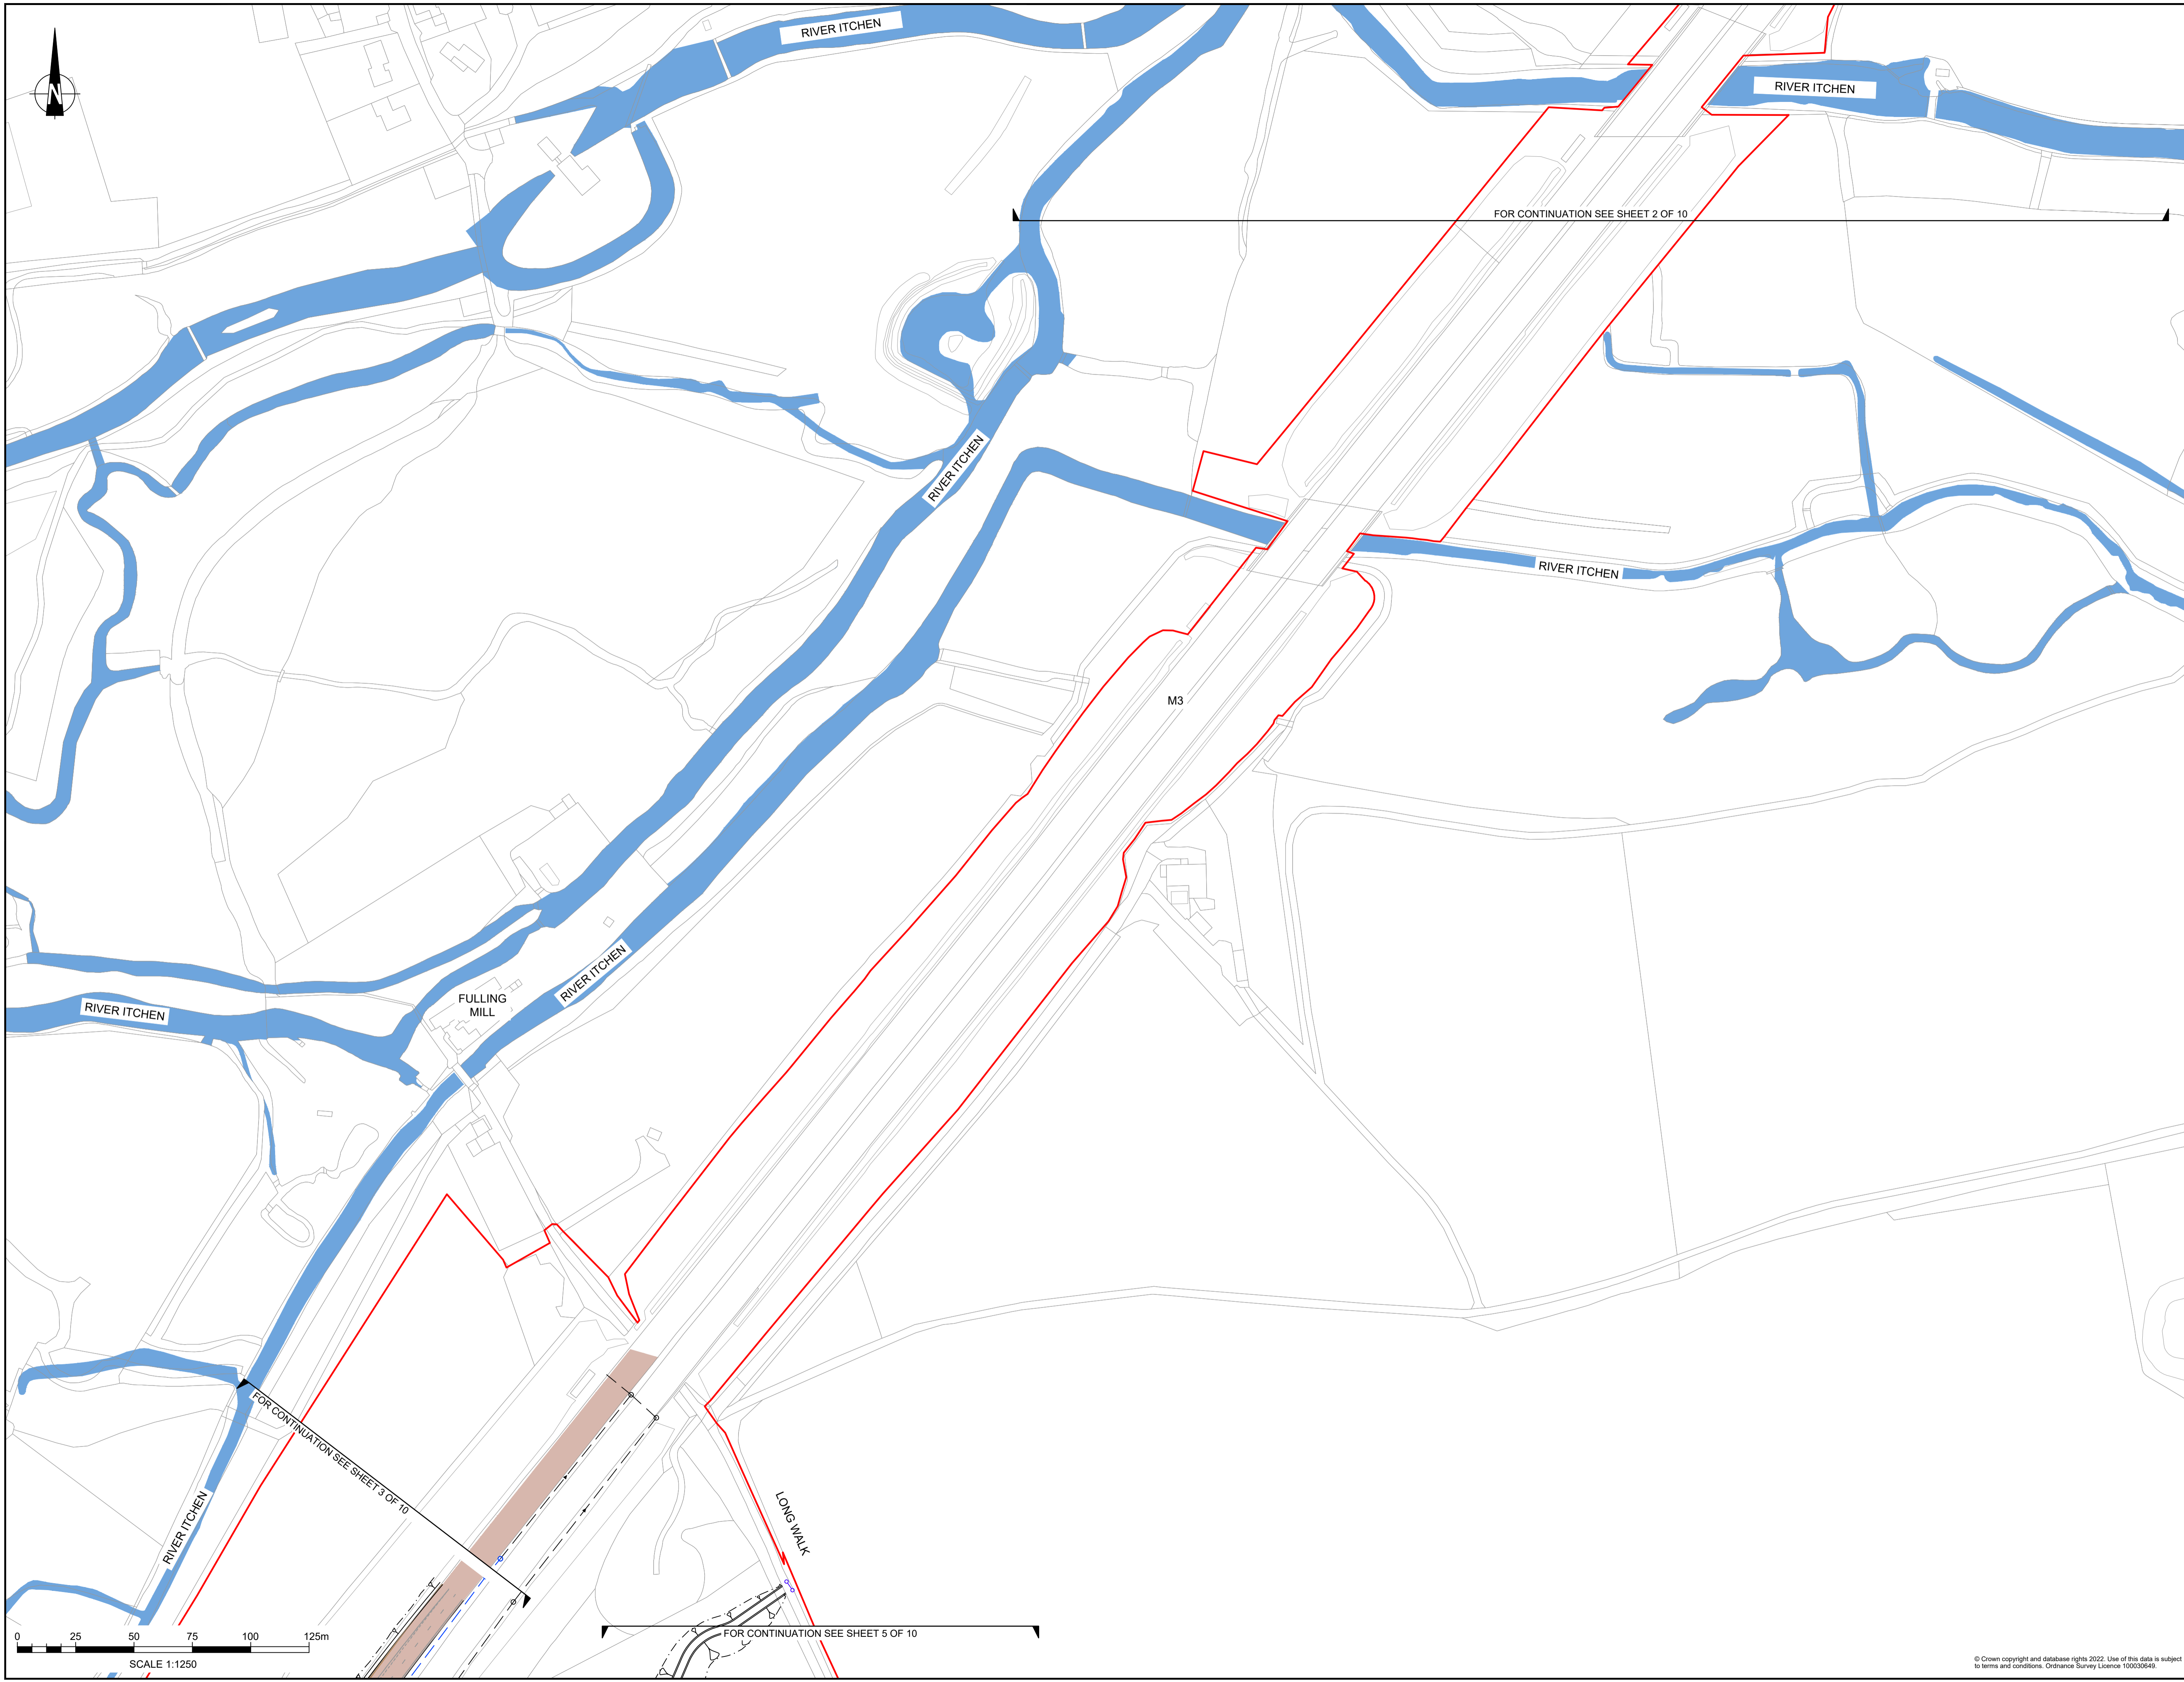 RIVER ITCHEN
RIVER ITCHEN
N
FOR CONTINUATION SEE SHEET 2 OF 10
RIVER ITCHEN
RIVER ITCHEN
M3
RIVER ITCHEN
FULLING
MILL
RIVER ITCHEN
FOR CONTINUATION SEE SHEET 3 OF 10
RIVER ITCHEN
LONG WALK
FOR CONTINUATION SEE SHEET 5 OF 10
0 25 50 75 100 125m
SCALE 1:1250
© Crown copyright and database rights 2022. Use of this data is subject
to terms and conditions. Ordnance Survey Licence 100030649.